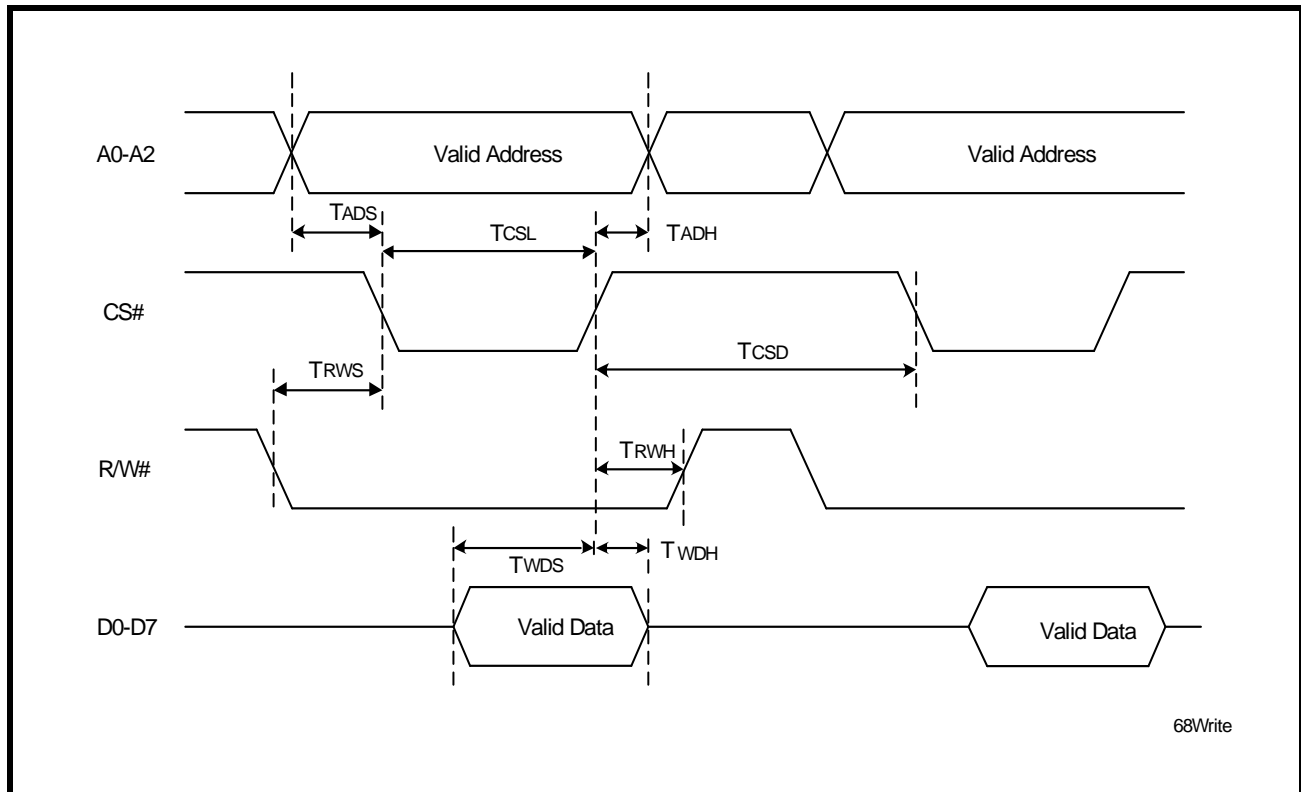 A0-A2
Valid Address
Valid Address
TADS
TCSL
TADH
CS#
TCSD
TRWS
R/W#
TRWH
TWDS
TWDH
D0-D7
Valid Data
Valid Data
68Write